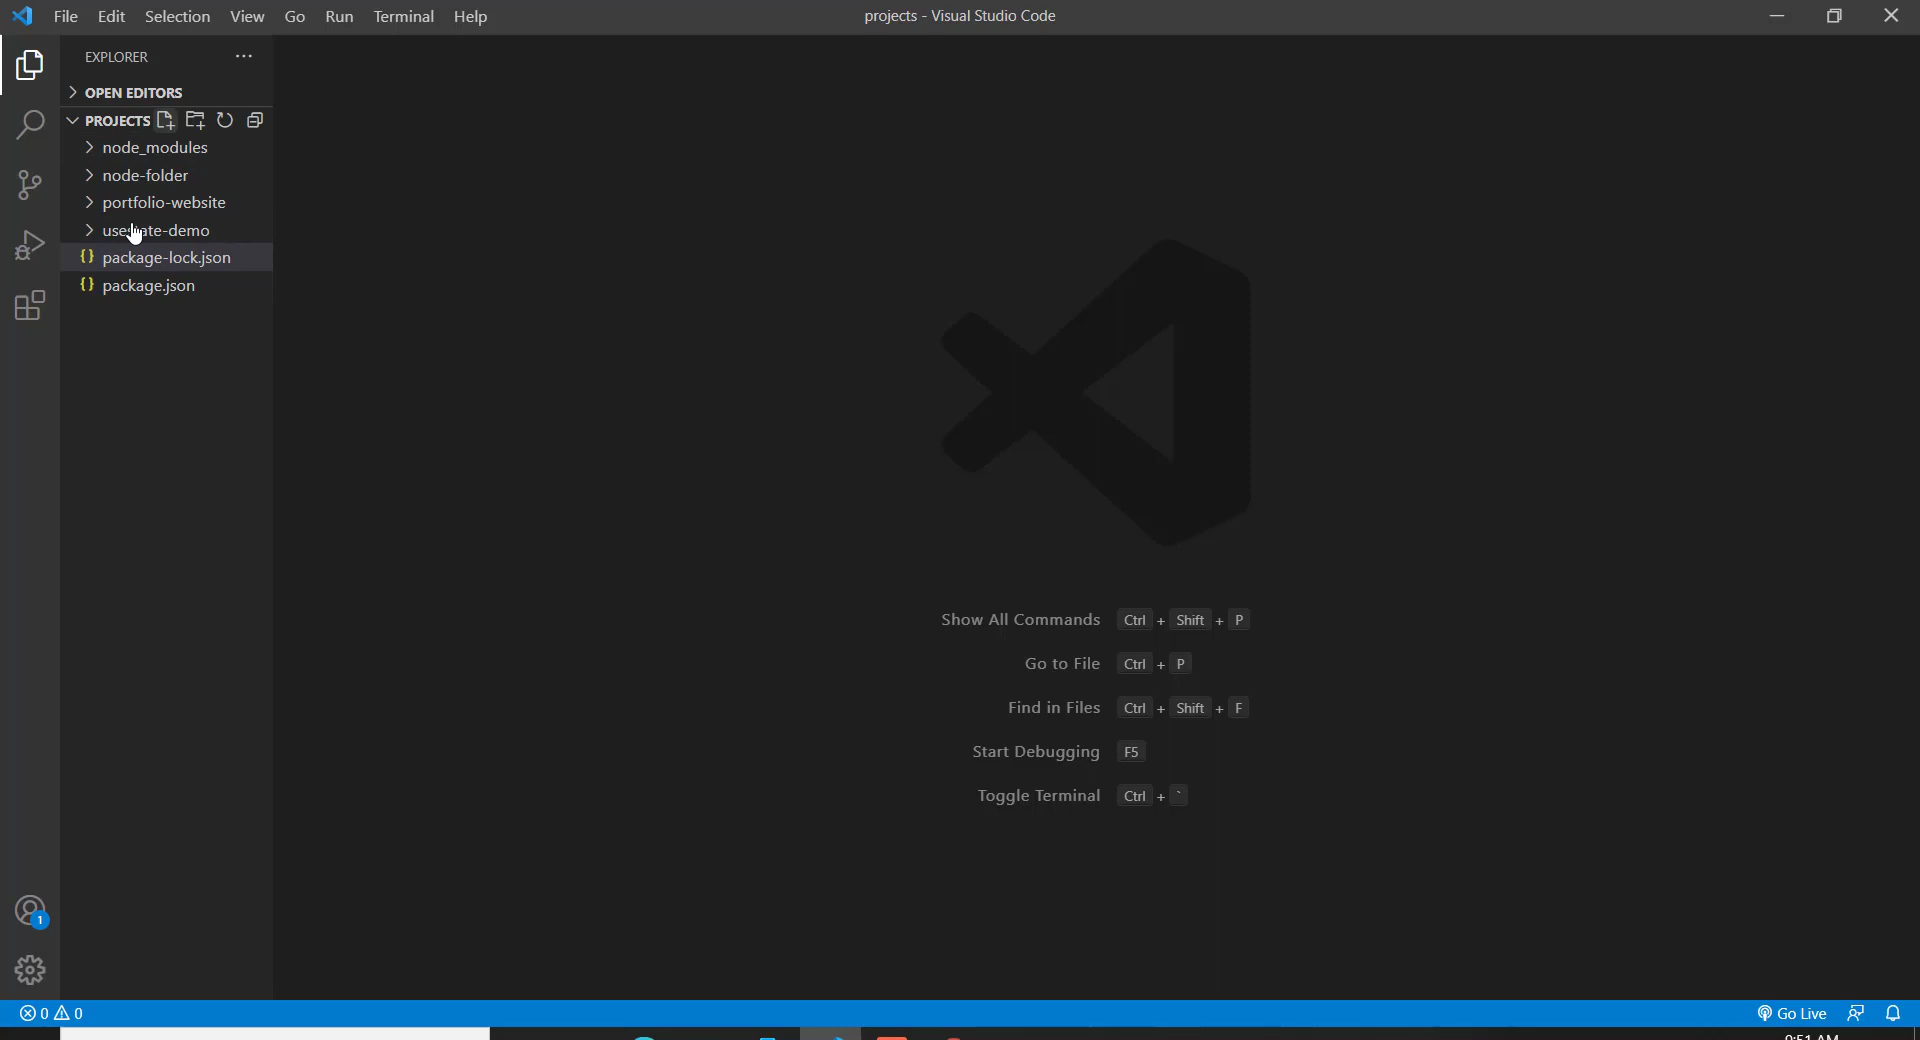 File Edit Selection View Go Run Terminal Help
projects - Visual Studio Code
EXPLORER
OPEN EDITORS
PROJECTS
node_modules
node-folder
portfolio-website
package-lock.json
package.json
Show All Commands Ctrl + Shift + P
Go to File Ctrl + P
Find in Files Ctrl + Shift + F
Start Debugging F5
Toggle Terminal Ctrl + `
1
0 0
Go Live